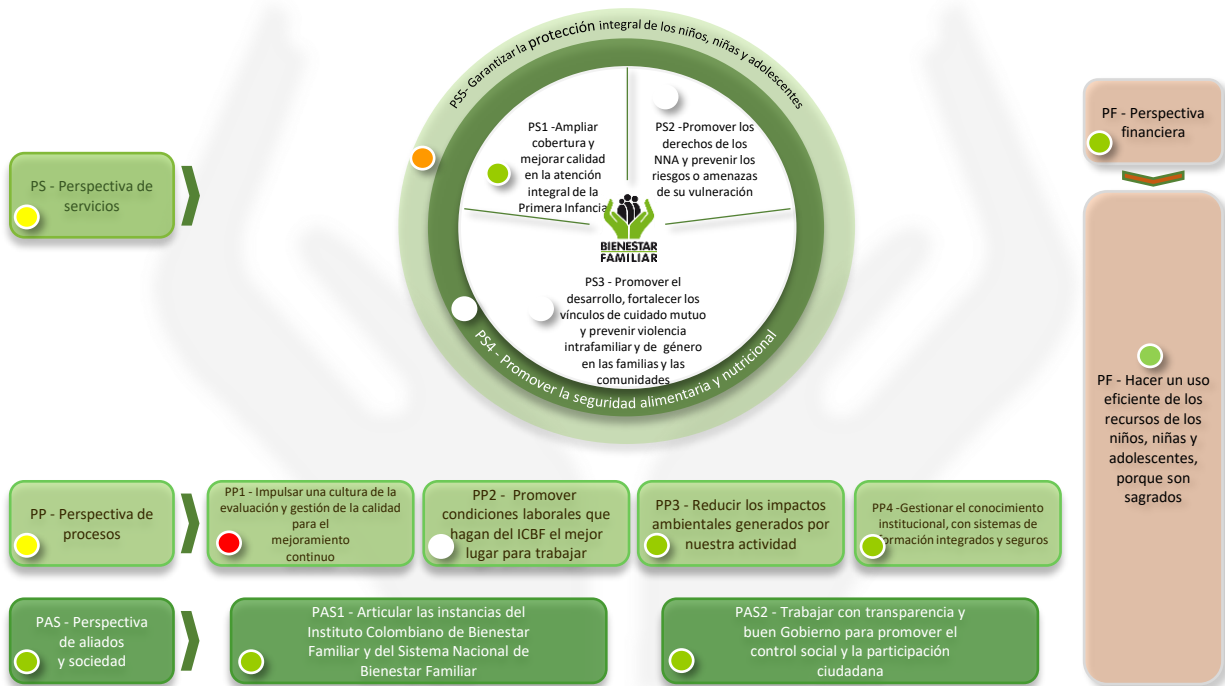 PS5- Garantizar la protección integral de los niños, niñas y adolescentes
PS - Perspectiva de
servicios
PS1 -Ampliar
cobertura y
mejorar calidad
en la atención
integral de la
Primera Infancia
PS2 -Promover los
derechos de los
NNA y prevenir los
riesgos o amenazas
de su vulneración
BIENESTAR
FAMILIAR
PS3 - Promover el
desarrollo, fortalecer los
vínculos de cuidado mutuo
y prevenir violencia
intrafamiliar y de género
en las familias y las
comunidades
PS4 - Promover la seguridad alimentaria y nutricional
PF - Perspectiva
financiera
PF - Hacer un uso
eficiente de los
recursos de los
niños, niñas y
adolescentes,
porque son
sagrados
PP - Perspectiva de
procesos
PP1 - Impulsar una cultura de la
evaluación y gestión de la calidad
para el
mejoramiento
continuo
PP2 - Promover
condiciones laborales que
hagan del ICBF el mejor
lugar para trabajar
PP3 - Reducir los impactos
ambientales generados por
nuestra actividad
PP4 -Gestionar el conocimiento
institucional, con sistemas de
formación integrados y seguros
PAS - Perspectiva
de aliados
y sociedad
PAS1 - Articular las instancias del
Instituto Colombiano de Bienestar
Familiar y del Sistema Nacional de
Bienestar Familiar
PAS2 - Trabajar con transparencia y
buen Gobierno para promover el
control social y la participación
ciudadana